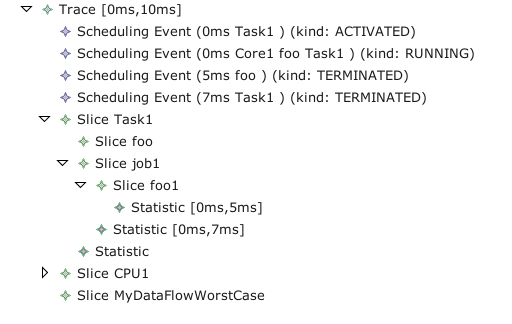 Trace [0ms,10ms]
Scheduling Event (0ms Task1 ) (kind: ACTIVATED)
Scheduling Event (0ms Core1 foo Task1 ) (kind: RUNNING)
Scheduling Event (5ms foo ) (kind: TERMINATED)
Scheduling Event (7ms Task1 ) (kind: TERMINATED)
Slice Task1
Slice foo
Slice job1
Slice foo1
Statistic [0ms,5ms]
Statistic [0ms,7ms]
Statistic
Slice CPU1
Slice MyDataFlowWorstCase